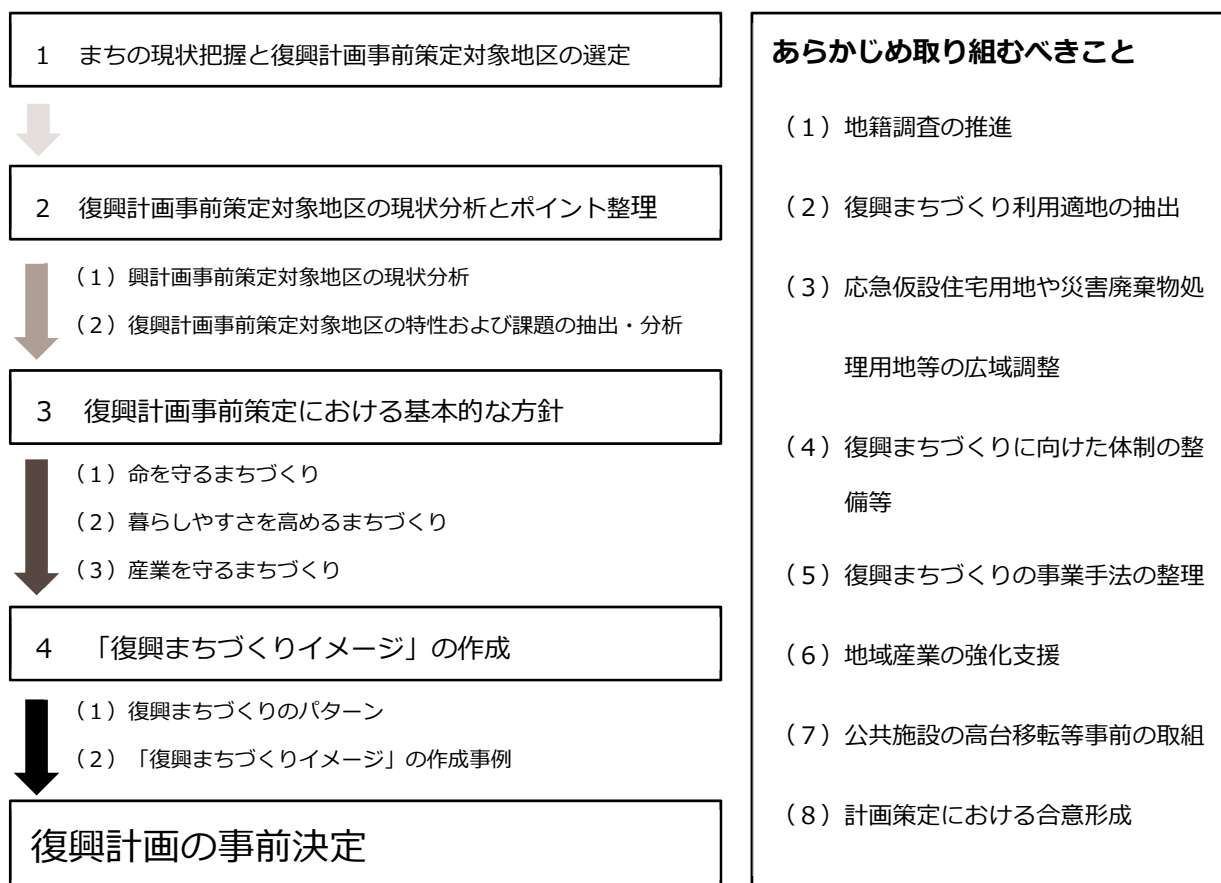 1 まちの現状把握と復興計画事前策定対象地区の選定
2 復興計画事前策定対象地区の現状分析とポイント整理
（1）興計画事前策定対象地区の現状分析
（2）復興計画事前策定対象地区の特性および課題の抽出・分析
3 復興計画事前策定における基本的な方針
（1）命を守るまちづくり
（2）暮らしやすさを高めるまちづくり
（3）産業を守るまちづくり
4 「復興まちづくりイメージ」の作成
（1）復興まちづくりのパターン
（2）「復興まちづくりイメージ」の作成事例
復興計画の事前決定
あらかじめ取り組むべきこと
（1）地籍調査の推進
（2）復興まちづくり利用適地の抽出
（3）応急仮設住宅用地や災害廃棄物処
理用地等の広域調整
（4）復興まちづくりに向けた体制の整
備等
（5）復興まちづくりの事業手法の整理
（6）地域産業の強化支援
（7）公共施設の高台移転等事前の取組
（8）計画策定における合意形成